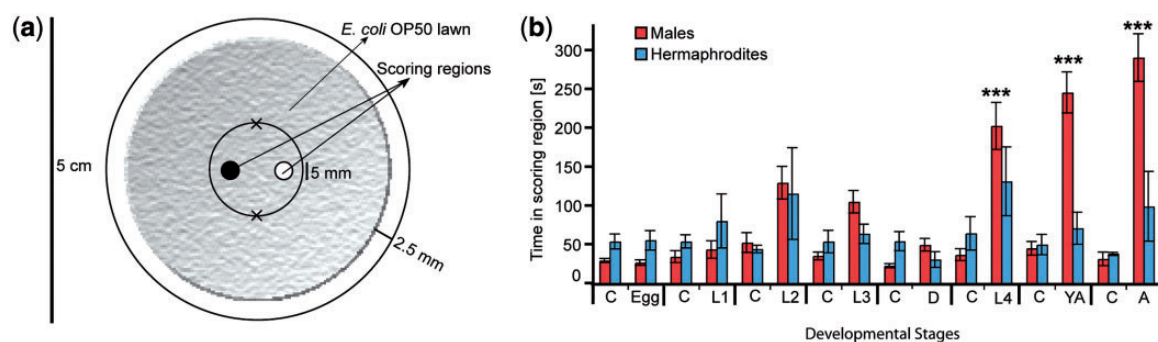 (a)
E. coli OP50 lawn
Scoring regions
5 cm
5 mm
2.5 mm
(b)
Males
Hermaphrodites
Time in scoring region [s]
300
250
200
150
100
50
0
***
***
***
C Egg C L1 C L2 C L3 C D C L4 C YA C A
Developmental Stages